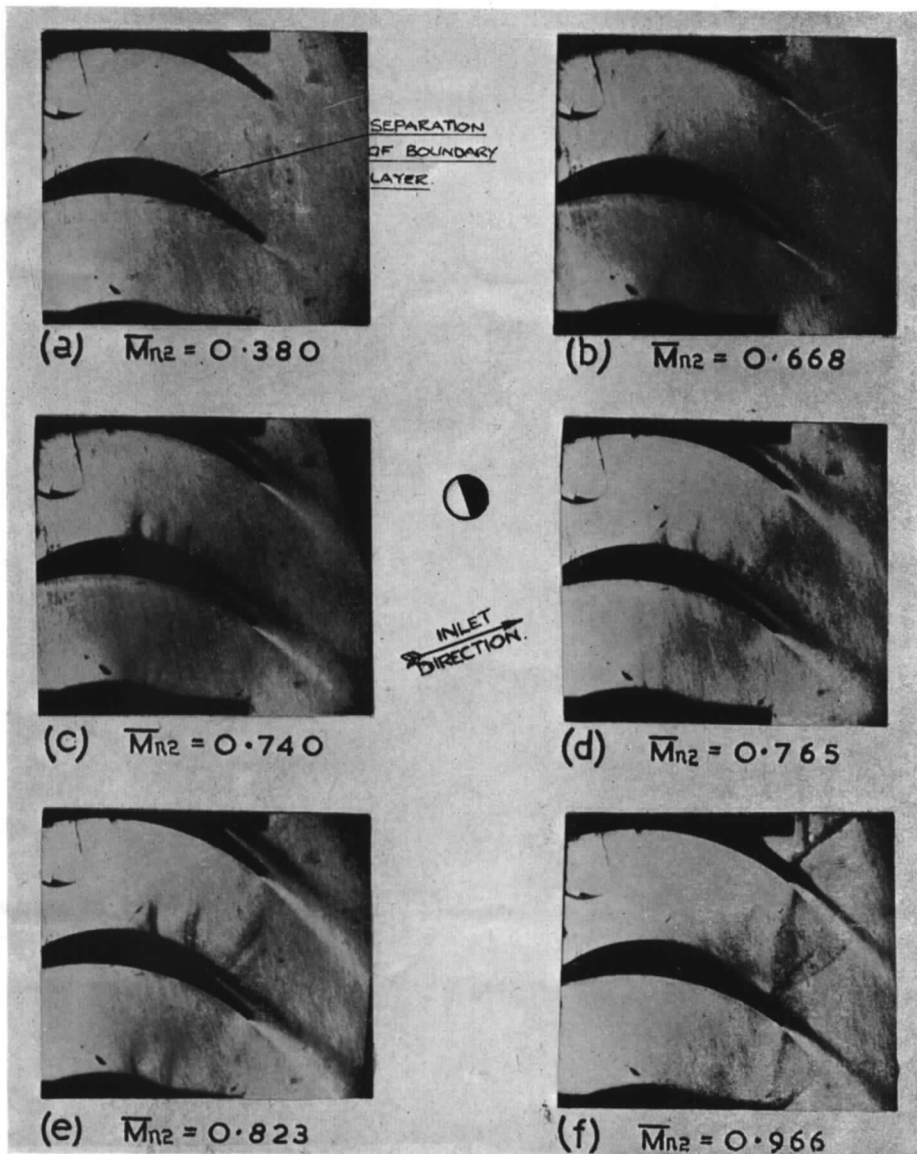 SEPARATION
OF BOUNDARY
LAYER.
(a) M̅n2 = 0·380
(b) M̅n2 = 0·668
INLET
DIRECTION.
(c) M̅n2 = 0·740
(d) M̅n2 = 0·765
(e) M̅n2 = 0·823
(f) M̅n2 = 0·966